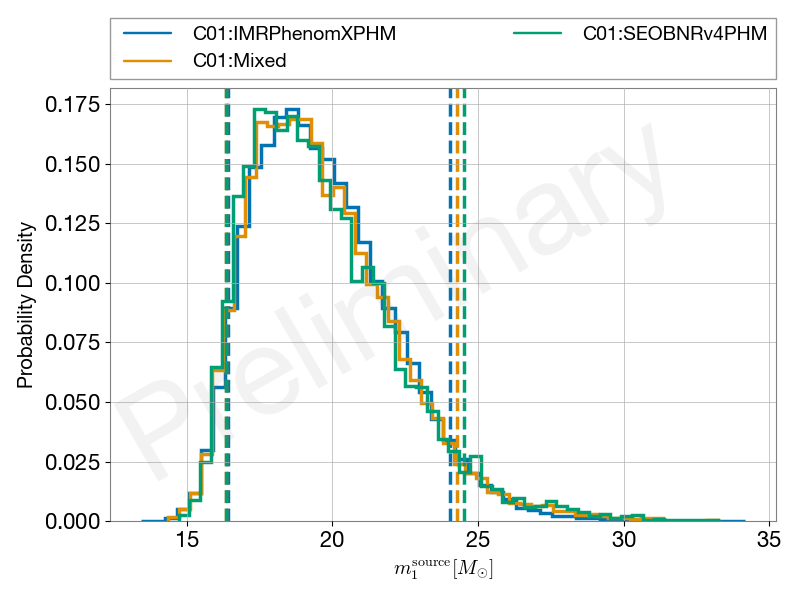 C01:IMRPhenomXPHM
C01:Mixed
C01:SEOBNRv4PHM
0.175
0.150
0.125
0.100
0.075
0.050
0.025
0.000
Probability Density
Preliminary
15 20 25 30 35
m₁^source [M⊙]